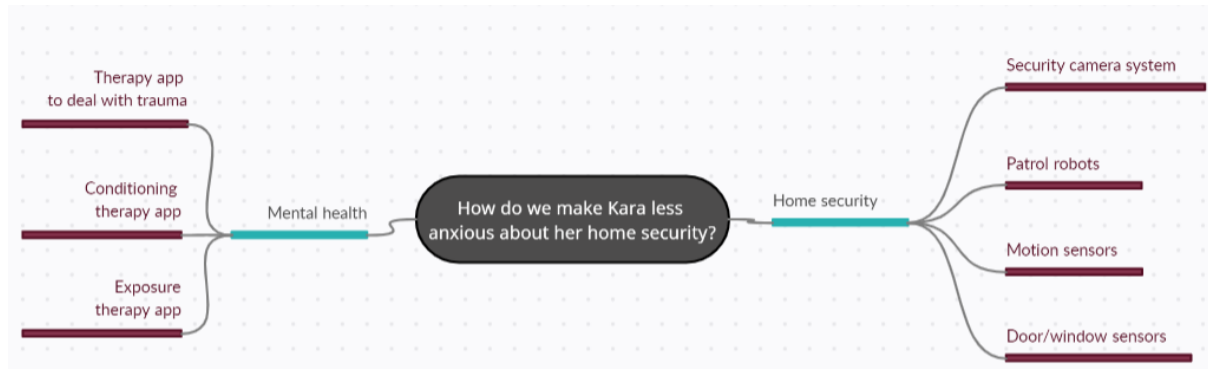 How do we make Kara less
anxious about her home security?
Mental health
Therapy app
to deal with trauma
Conditioning
therapy app
Exposure
therapy app
Home security
Security camera system
Patrol robots
Motion sensors
Door/window sensors